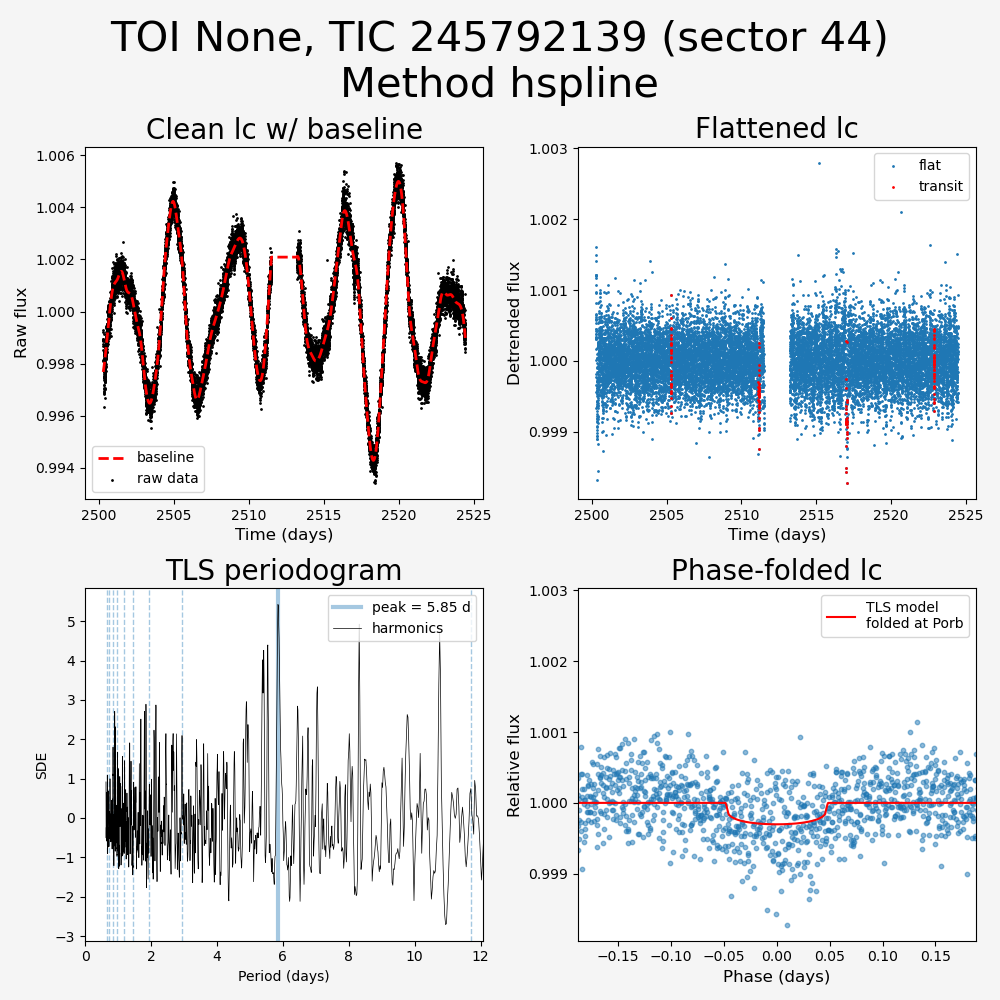 TOI None, TIC 245792139 (sector 44)
Method hspline
Clean lc w/ baseline
Raw flux
1.006
1.004
1.002
1.000
0.998
0.996
0.994
baseline
raw data
2500
2505
2510
2515
2520
2525
Time (days)
Flattened lc
Detrended flux
1.003
1.002
1.001
1.000
0.999
flat
transit
2500
2505
2510
2515
2520
2525
Time (days)
TLS periodogram
SDE
5
4
3
2
1
0
−1
−2
−3
peak = 5.85 d
harmonics
0
2
4
6
8
10
12
Period (days)
Phase-folded lc
Relative flux
1.003
1.002
1.001
1.000
0.999
TLS model
folded at Porb
−0.15
−0.10
−0.05
0.00
0.05
0.10
0.15
Phase (days)